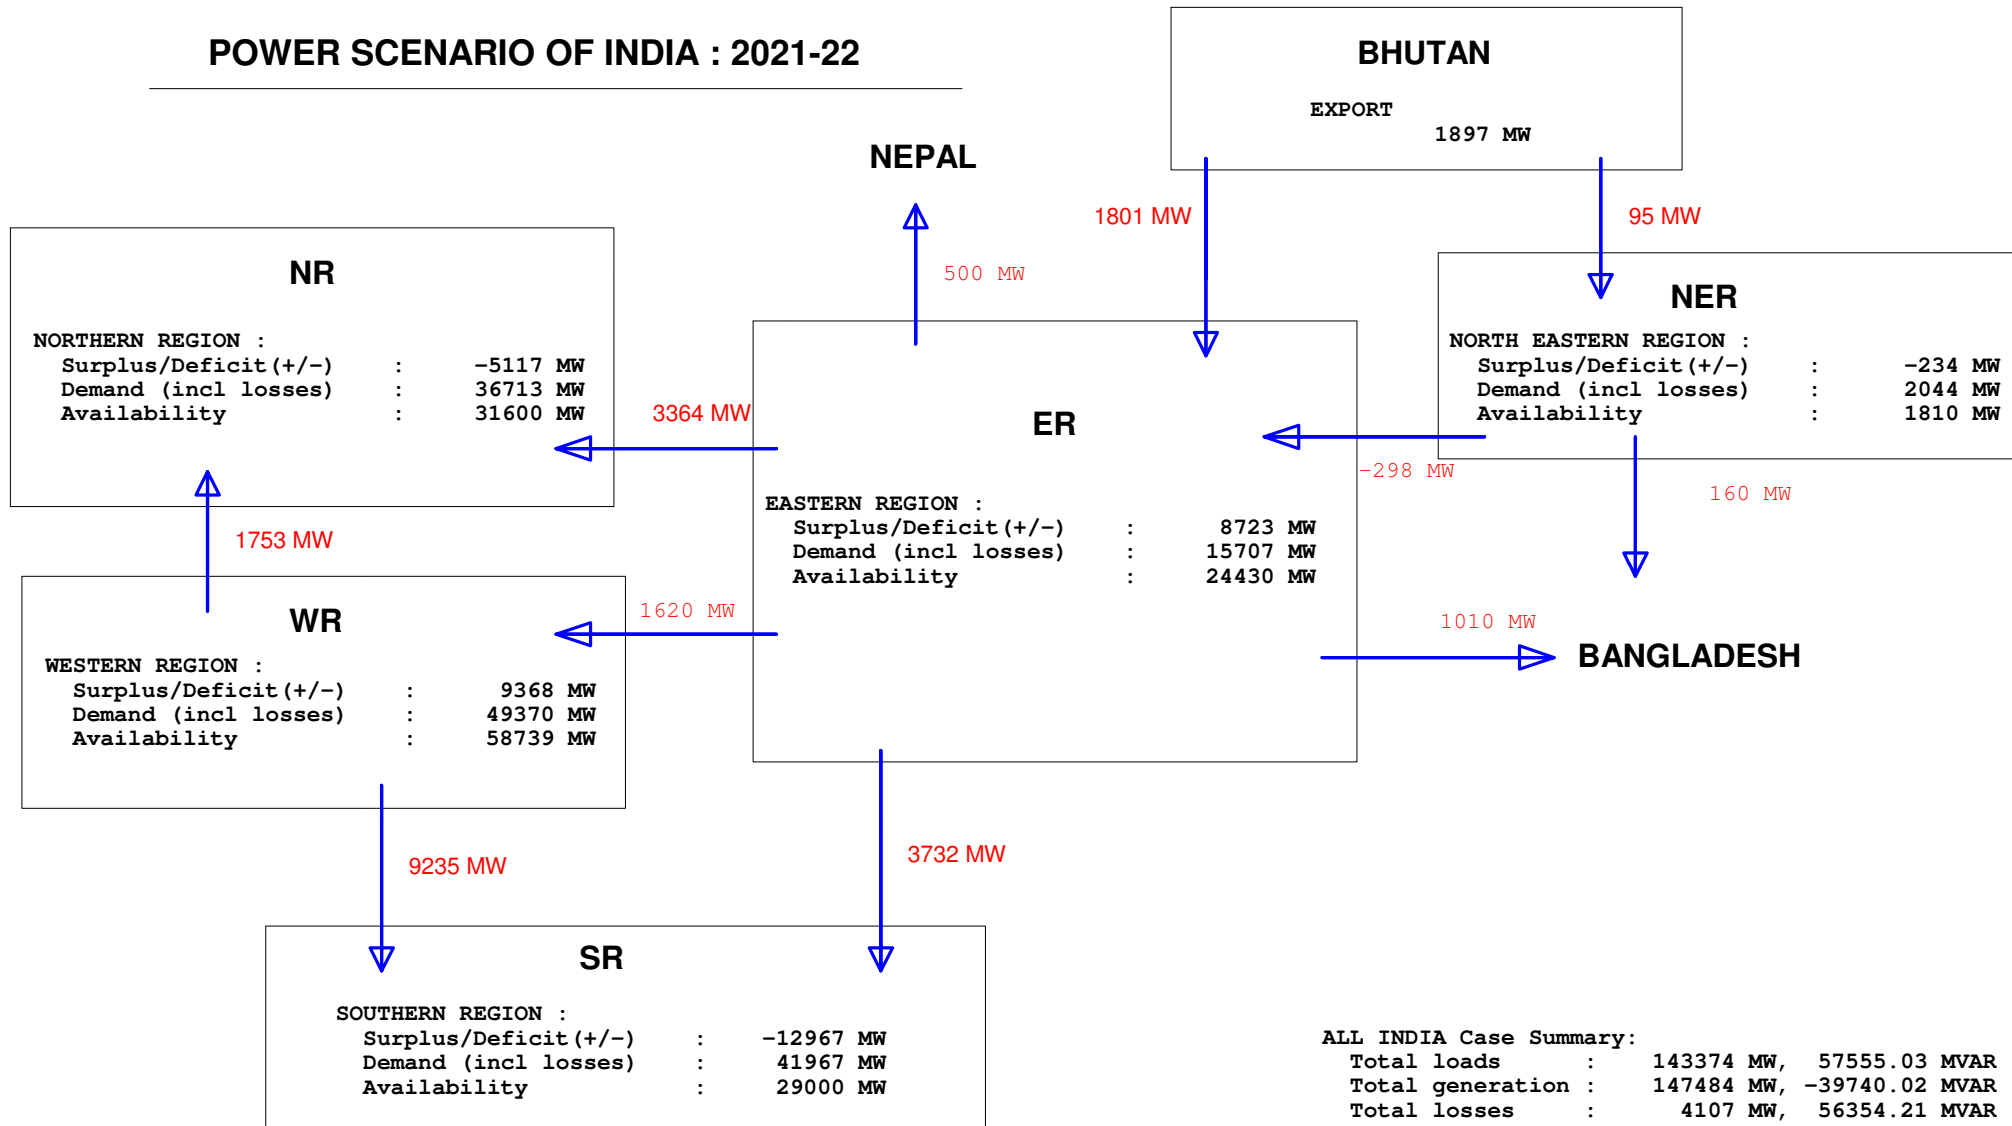 POWER SCENARIO OF INDIA : 2021-22
BHUTAN
EXPORT
1897 MW
NEPAL
1801 MW
95 MW
500 MW
NR
NORTHERN REGION :
Surplus/Deficit(+/-) : -5117 MW
Demand (incl losses) : 36713 MW
Availability : 31600 MW
NER
NORTH EASTERN REGION :
Surplus/Deficit(+/-) : -234 MW
Demand (incl losses) : 2044 MW
Availability : 1810 MW
3364 MW
ER
-298 MW
160 MW
EASTERN REGION :
Surplus/Deficit(+/-) : 8723 MW
Demand (incl losses) : 15707 MW
Availability : 24430 MW
1753 MW
1620 MW
1010 MW
BANGLADESH
WR
WESTERN REGION :
Surplus/Deficit(+/-) : 9368 MW
Demand (incl losses) : 49370 MW
Availability : 58739 MW
9235 MW
3732 MW
SR
SOUTHERN REGION :
Surplus/Deficit(+/-) : -12967 MW
Demand (incl losses) : 41967 MW
Availability : 29000 MW
ALL INDIA Case Summary:
Total loads : 143374 MW, 57555.03 MVAR
Total generation : 147484 MW, -39740.02 MVAR
Total losses : 4107 MW, 56354.21 MVAR